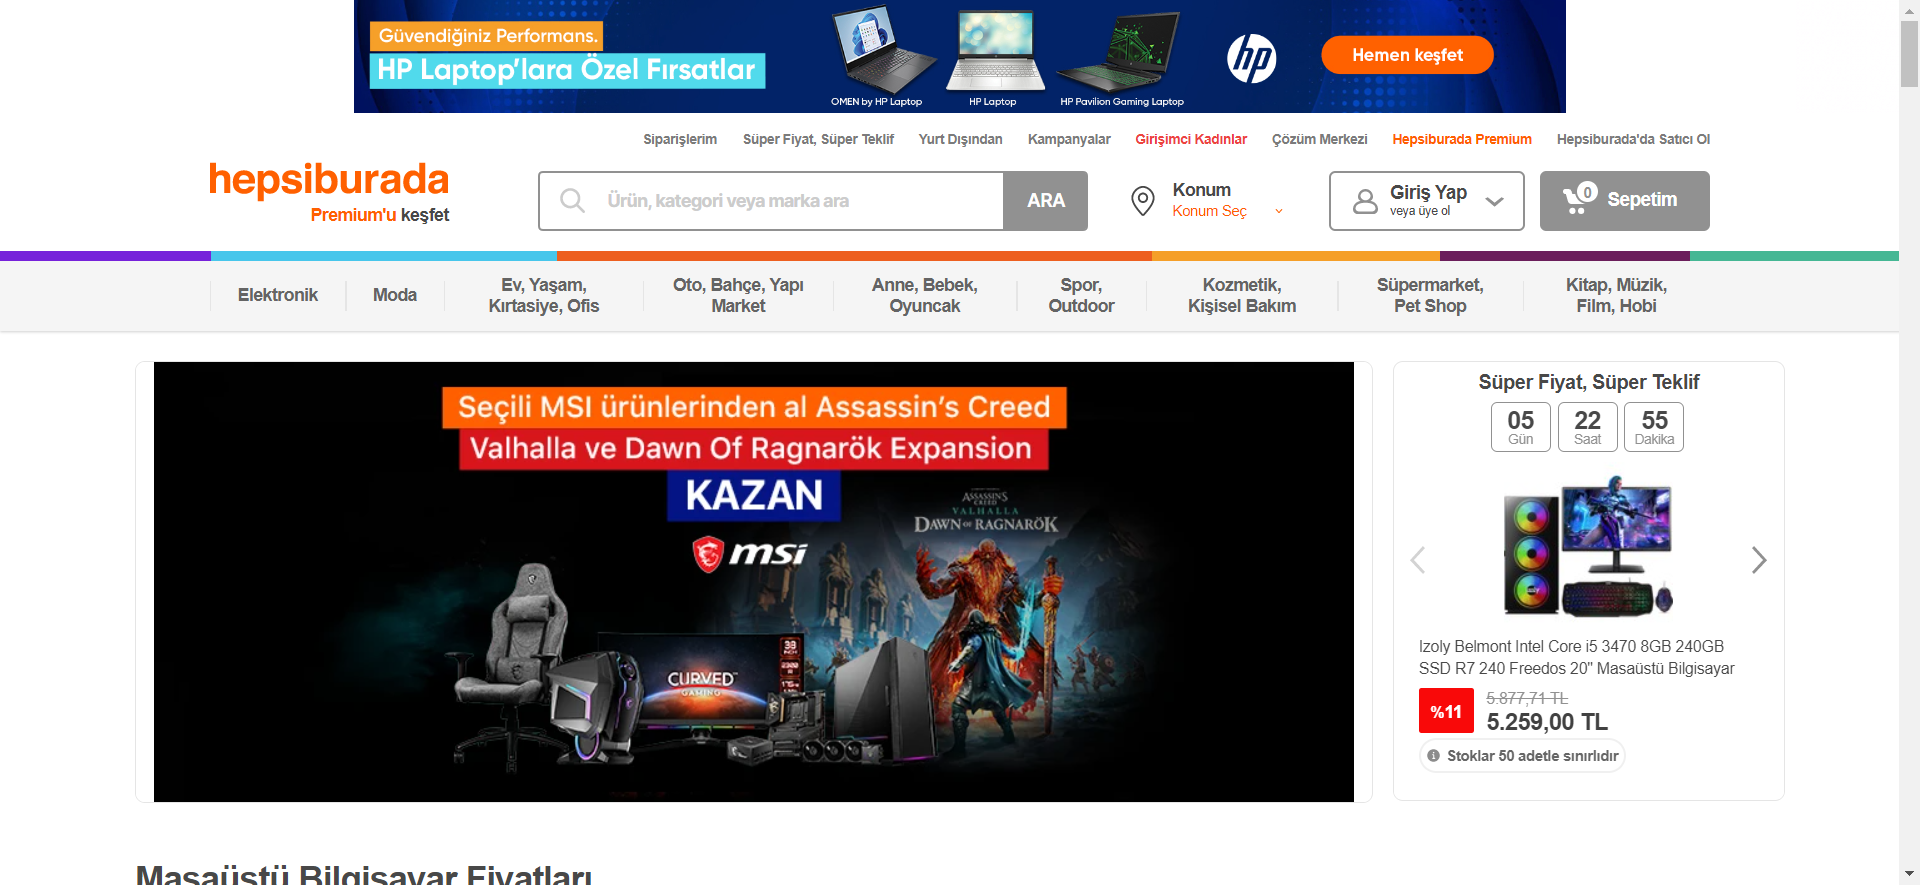 Güvendiğiniz Performans.
HP Laptop'lara Özel Fırsatlar
OMEN by HP Laptop
HP Laptop
HP Pavilion Gaming Laptop
hp
Hemen keşfet
Siparişlerim
Süper Fiyat, Süper Teklif
Yurt Dışından
Kampanyalar
Girişimci Kadınlar
Çözüm Merkezi
Hepsiburada Premium
Hepsiburada'da Satıcı Ol
hepsiburada
Premium'u keşfet
Ürün, kategori veya marka ara
ARA
Konum
Konum Seç
Giriş Yap
veya üye ol
0
Sepetim
Elektronik
Moda
Ev, Yaşam,
Kırtasiye, Ofis
Oto, Bahçe, Yapı
Market
Anne, Bebek,
Oyuncak
Spor,
Outdoor
Kozmetik,
Kişisel Bakım
Süpermarket,
Pet Shop
Kitap, Müzik,
Film, Hobi
Seçili MSI ürünlerinden al Assassin's Creed
Valhalla ve Dawn Of Ragnarök Expansion
KAZAN
msi
ASSASSIN'S
CREED
VALHALLA
DAWN OF RAGNARÖK
CURVED
GAMING
38
INCH
Süper Fiyat, Süper Teklif
05
Gün
22
Saat
55
Dakika
Izoly Belmont Intel Core i5 3470 8GB 240GB
SSD R7 240 Freedos 20" Masaüstü Bilgisayar
%11
5.877,71 TL
5.259,00 TL
Stoklar 50 adetle sınırlıdır
Masaüstü Bilgisayar Fiyatları